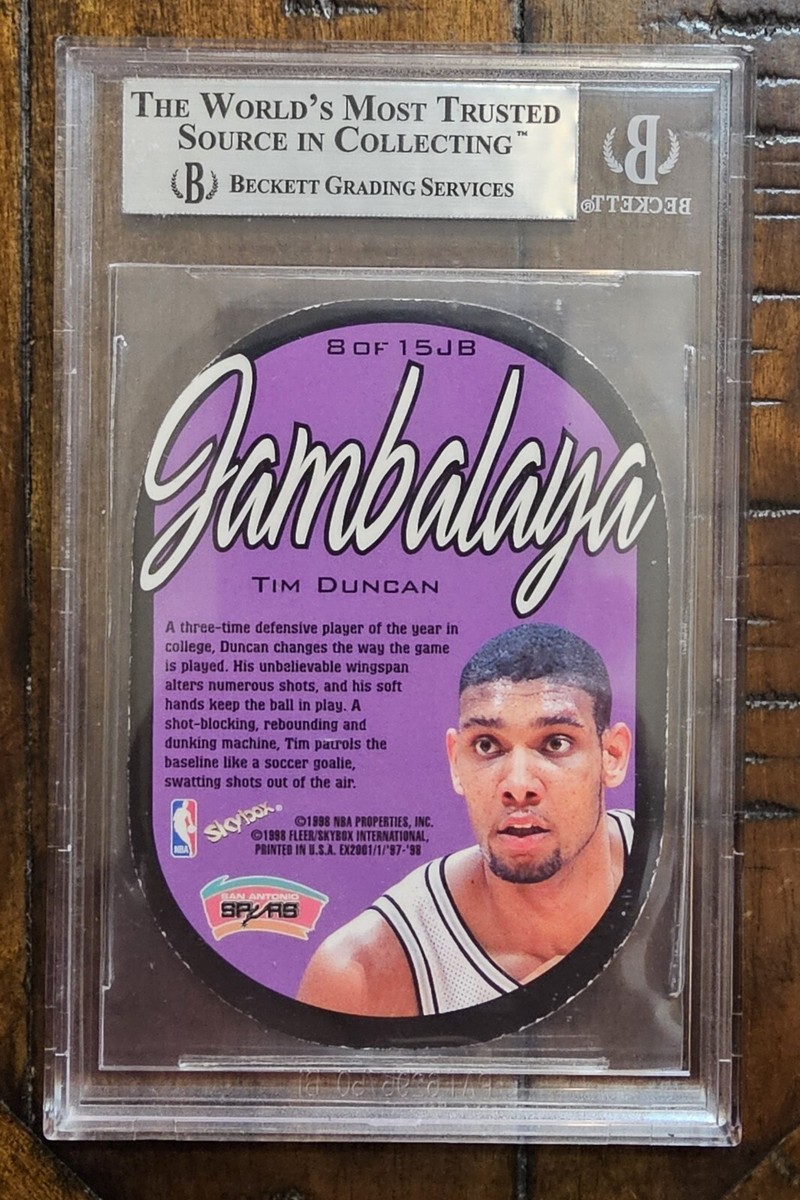 THE WORLD'S MOST TRUSTED
SOURCE IN COLLECTING™
B BECKETT GRADING SERVICES
B
BECKETT®
8 OF 15JB
Jambalaya
TIM DUNCAN
A three-time defensive player of the year in
college, Duncan changes the way the game
is played. His unbelievable wingspan
alters numerous shots, and his soft
hands keep the ball in play. A
shot-blocking, rebounding and
dunking machine, Tim patrols the
baseline like a soccer goalie,
swatting shots out of the air.
NBA
Skybox®
©1998 NBA PROPERTIES, INC.
©1998 FLEER/SKYBOX INTERNATIONAL,
PRINTED IN U.S.A. EX2001/1/'97-'98
SAN ANTONIO
SPURS